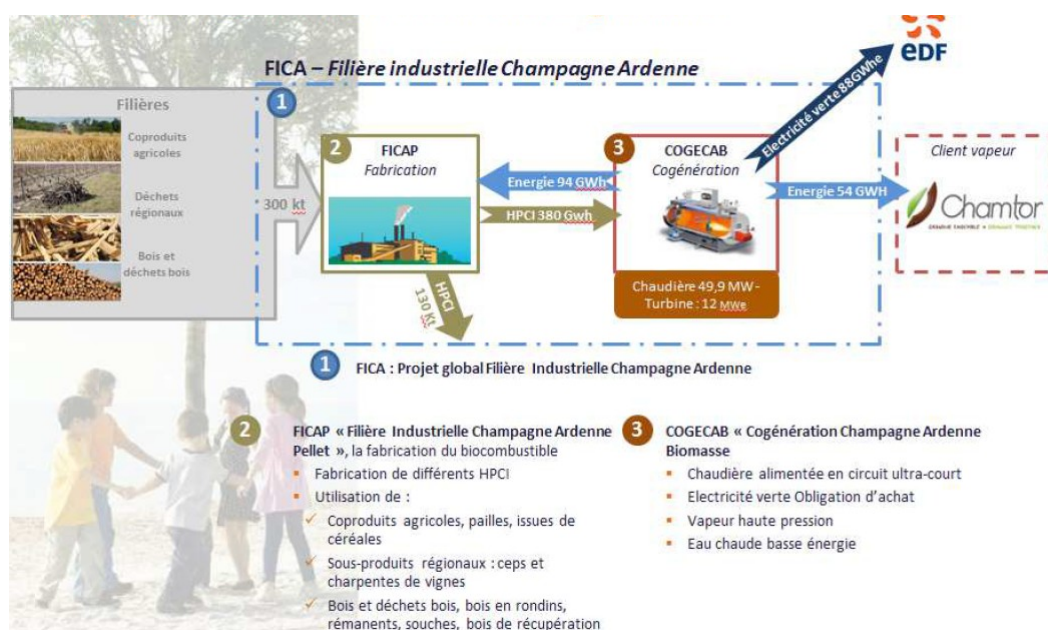 eDF
FICA – Filière industrielle Champagne Ardenne
1
Filières
Coproduits
agricoles
Déchets
régionaux
Bois et
déchets bois
300 kt
2
FICAP
Fabrication
Energie 94 GWh
HPCI 380 Gwh
HPCI
130 Kt
3
COGECAB
Cogénération
Chaudière 49,9 MW -
Turbine : 12 MWe
Electricité verte 88GWhe
Energie 54 GWH
Client vapeur
Chamtor
1
FICA : Projet global Filière Industrielle Champagne Ardenne
2
FICAP « Filière Industrielle Champagne Ardenne
Pellet », la fabrication du biocombustible
Fabrication de différents HPCI
Utilisation de :
Coproduits agricoles, pailles, issues de
céréales
Sous-produits régionaux : ceps et
charpentes de vignes
Bois et déchets bois, bois en rondins,
rémanents, souches, bois de récupération
3
COGECAB « Cogénération Champagne Ardenne
Biomasse
Chaudière alimentée en circuit ultra-court
Electricité verte Obligation d'achat
Vapeur haute pression
Eau chaude basse énergie